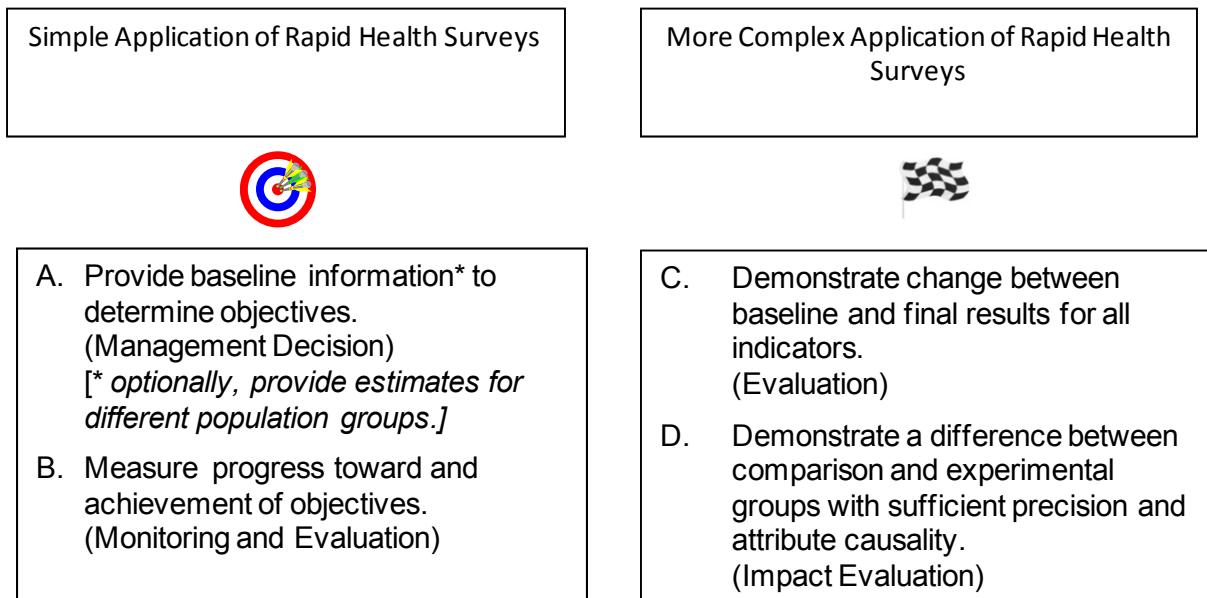 Simple Application of Rapid Health Surveys
More Complex Application of Rapid Health
Surveys
A. Provide baseline information* to
determine objectives.
(Management Decision)
[* optionally, provide estimates for
different population groups.]
B. Measure progress toward and
achievement of objectives.
(Monitoring and Evaluation)
C. Demonstrate change between
baseline and final results for all
indicators.
(Evaluation)
D. Demonstrate a difference between
comparison and experimental
groups with sufficient precision and
attribute causality.
(Impact Evaluation)